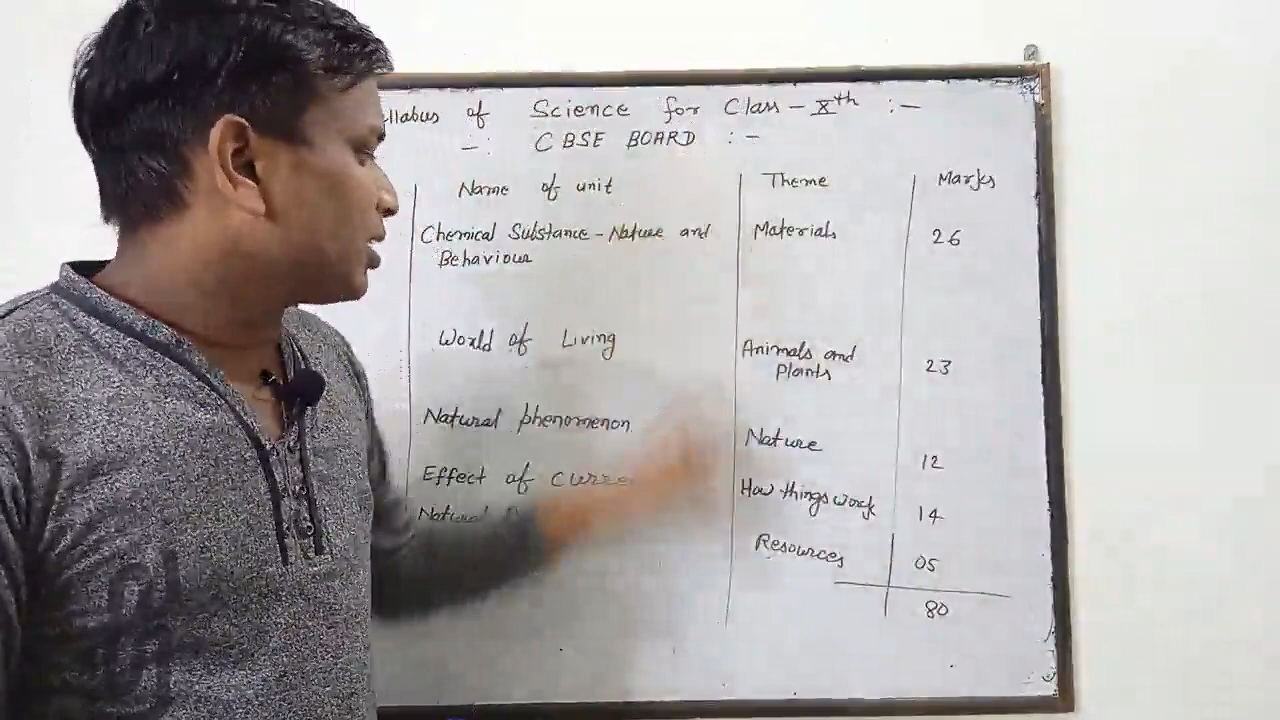 of Science for Class - Xth :-
-: CBSE BOARD :-
Name of unit Theme Marks
Chemical Substance - Nature and Materials 26
Behaviour
World of Living Animals and 23
Plants
Natural phenomenon Nature 12
Effect of How things work 14
Natural Resources 05
80